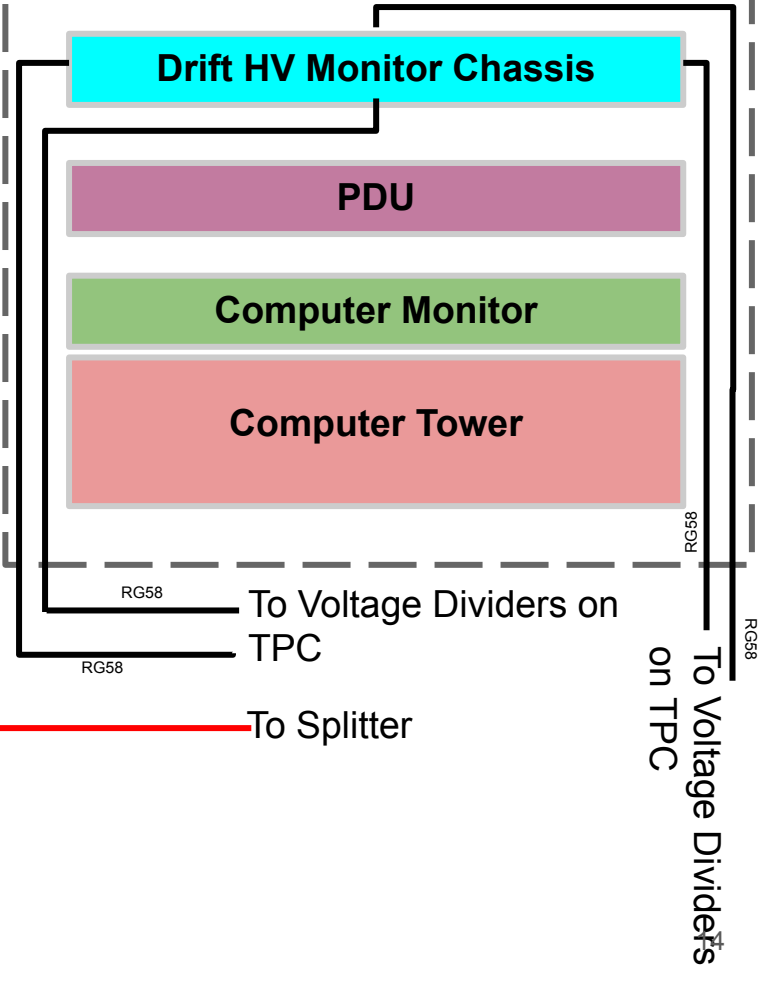 Drift HV Monitor Chassis
PDU
Computer Monitor
Computer Tower
RG58
RG58
To Voltage Dividers on
TPC
RG58
RG58
To Voltage Dividers
on TPC
To Splitter
14